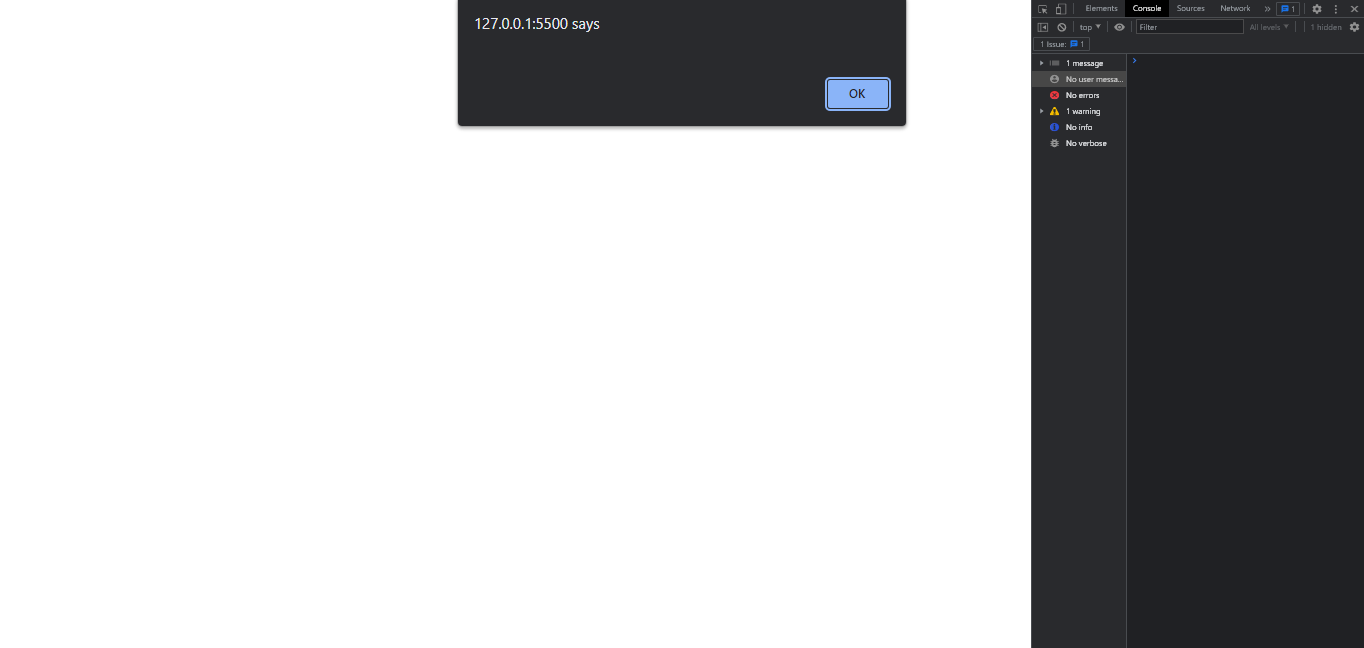 127.0.0.1:5500 says
OK
Elements Console Sources Network » 1
top Filter All levels 1 hidden
1 Issue: 1
1 message
No user messa...
No errors
1 warning
No info
No verbose